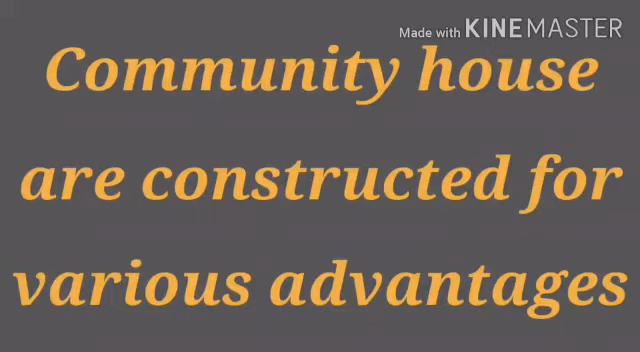 Made with KINEMASTER
Community house
are constructed for
various advantages